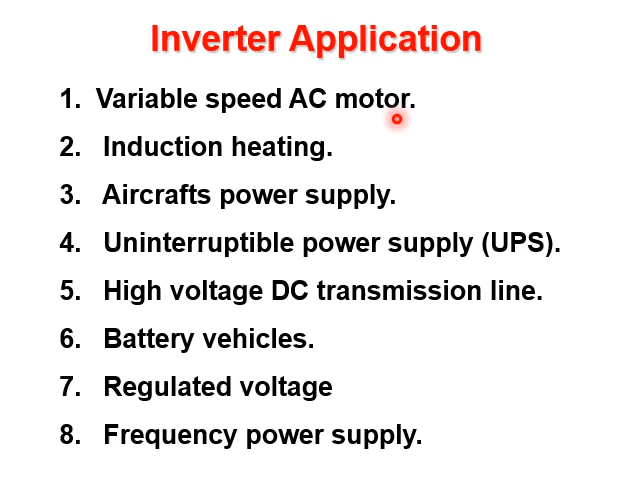 Inverter Application
1. Variable speed AC motor.
2. Induction heating.
3. Aircrafts power supply.
4. Uninterruptible power supply (UPS).
5. High voltage DC transmission line.
6. Battery vehicles.
7. Regulated voltage
8. Frequency power supply.